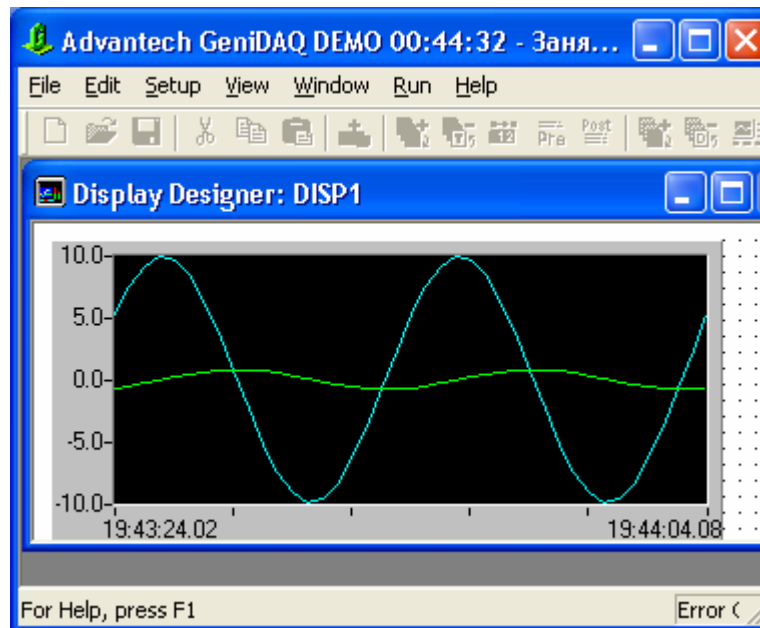 Advantech GeniDAQ DEMO 00:44:32 - Заня...
File Edit Setup View Window Run Help
Pre Post
Display Designer: DISP1
10.0
5.0
0.0
-5.0
-10.0
19:43:24.02 19:44:04.08
For Help, press F1 Error (